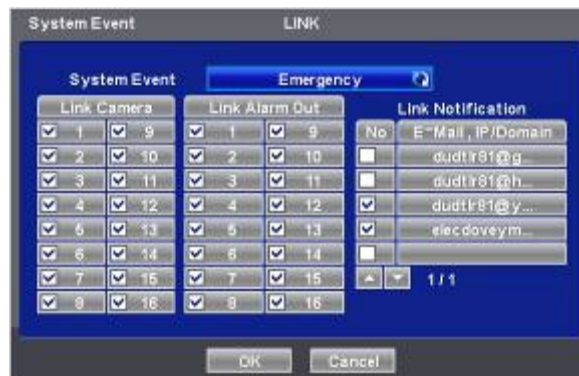 System Event LINK
System Event Emergency
Link Camera Link Alarm Out Link Notification
1 9 1 9 No E-Mail , IP/Domain
2 10 2 10 dudtlr81@g...
3 11 3 11 dudtlr81@h...
4 12 4 12 dudtlr81@y...
5 13 5 13 elecdoveym...
6 14 6 14
7 15 7 15 1 / 1
8 16 8 16
OK Cancel